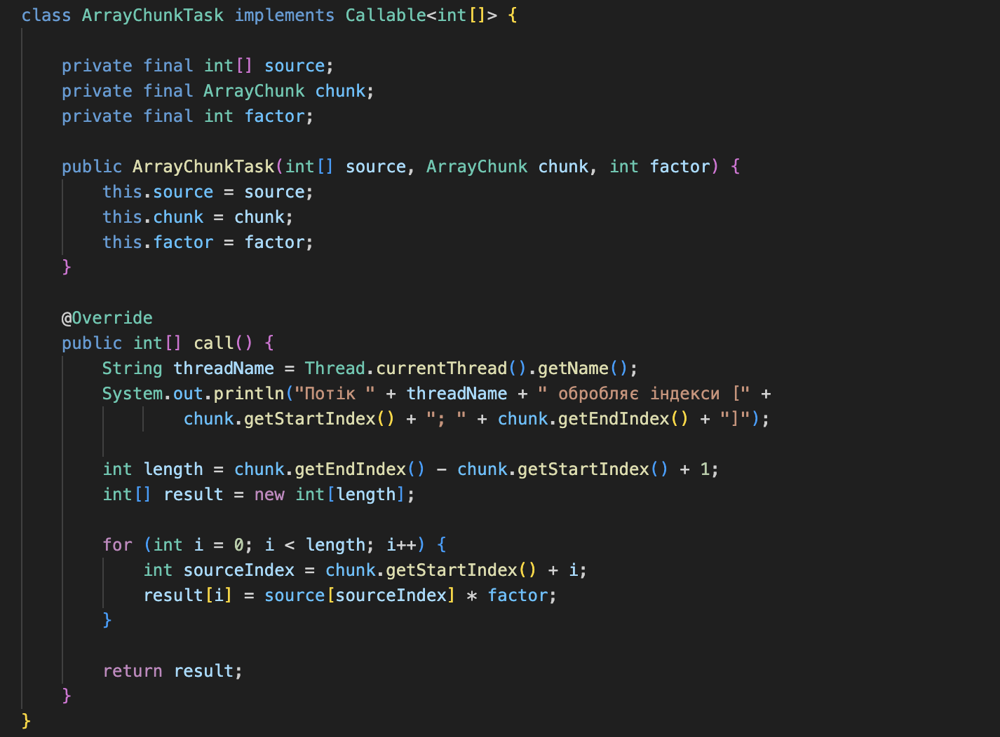 class ArrayChunkTask implements Callable<int[]> {
private final int[] source;
private final ArrayChunk chunk;
private final int factor;
public ArrayChunkTask(int[] source, ArrayChunk chunk, int factor) {
this.source = source;
this.chunk = chunk;
this.factor = factor;
}
@Override
public int[] call() {
String threadName = Thread.currentThread().getName();
System.out.println("Потік " + threadName + " обробляє індекси [" +
chunk.getStartIndex() + "; " + chunk.getEndIndex() + "]");
int length = chunk.getEndIndex() - chunk.getStartIndex() + 1;
int[] result = new int[length];
for (int i = 0; i < length; i++) {
int sourceIndex = chunk.getStartIndex() + i;
result[i] = source[sourceIndex] * factor;
}
return result;
}
}